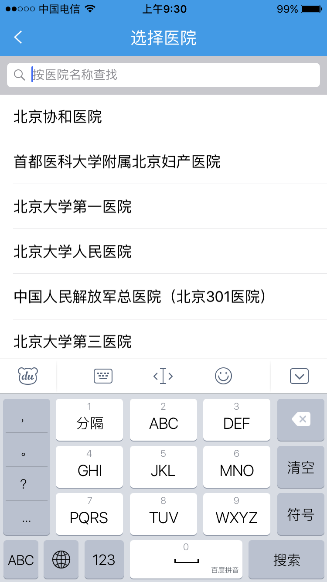 中国电信 上午9:30 99%
选择医院
按医院名称查找
北京协和医院
首都医科大学附属北京妇产医院
北京大学第一医院
北京大学人民医院
中国人民解放军总医院（北京301医院）
北京大学第三医院
du
， 1 分隔 2 ABC 3 DEF
。 4 GHI 5 JKL 6 MNO 清空
？
... 7 PQRS 8 TUV 9 WXYZ 符号
ABC 123 0 百度拼音 搜索